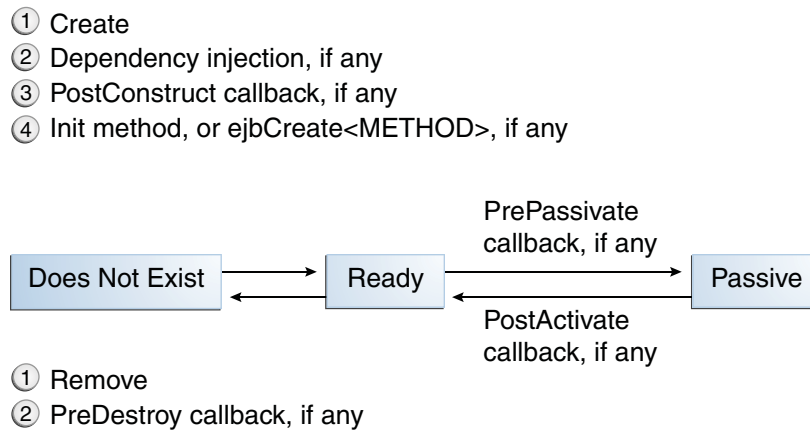 1 Create
2 Dependency injection, if any
3 PostConstruct callback, if any
4 Init method, or ejbCreate<METHOD>, if any
PrePassivate
callback, if any
Does Not Exist
Ready
Passive
PostActivate
callback, if any
1 Remove
2 PreDestroy callback, if any